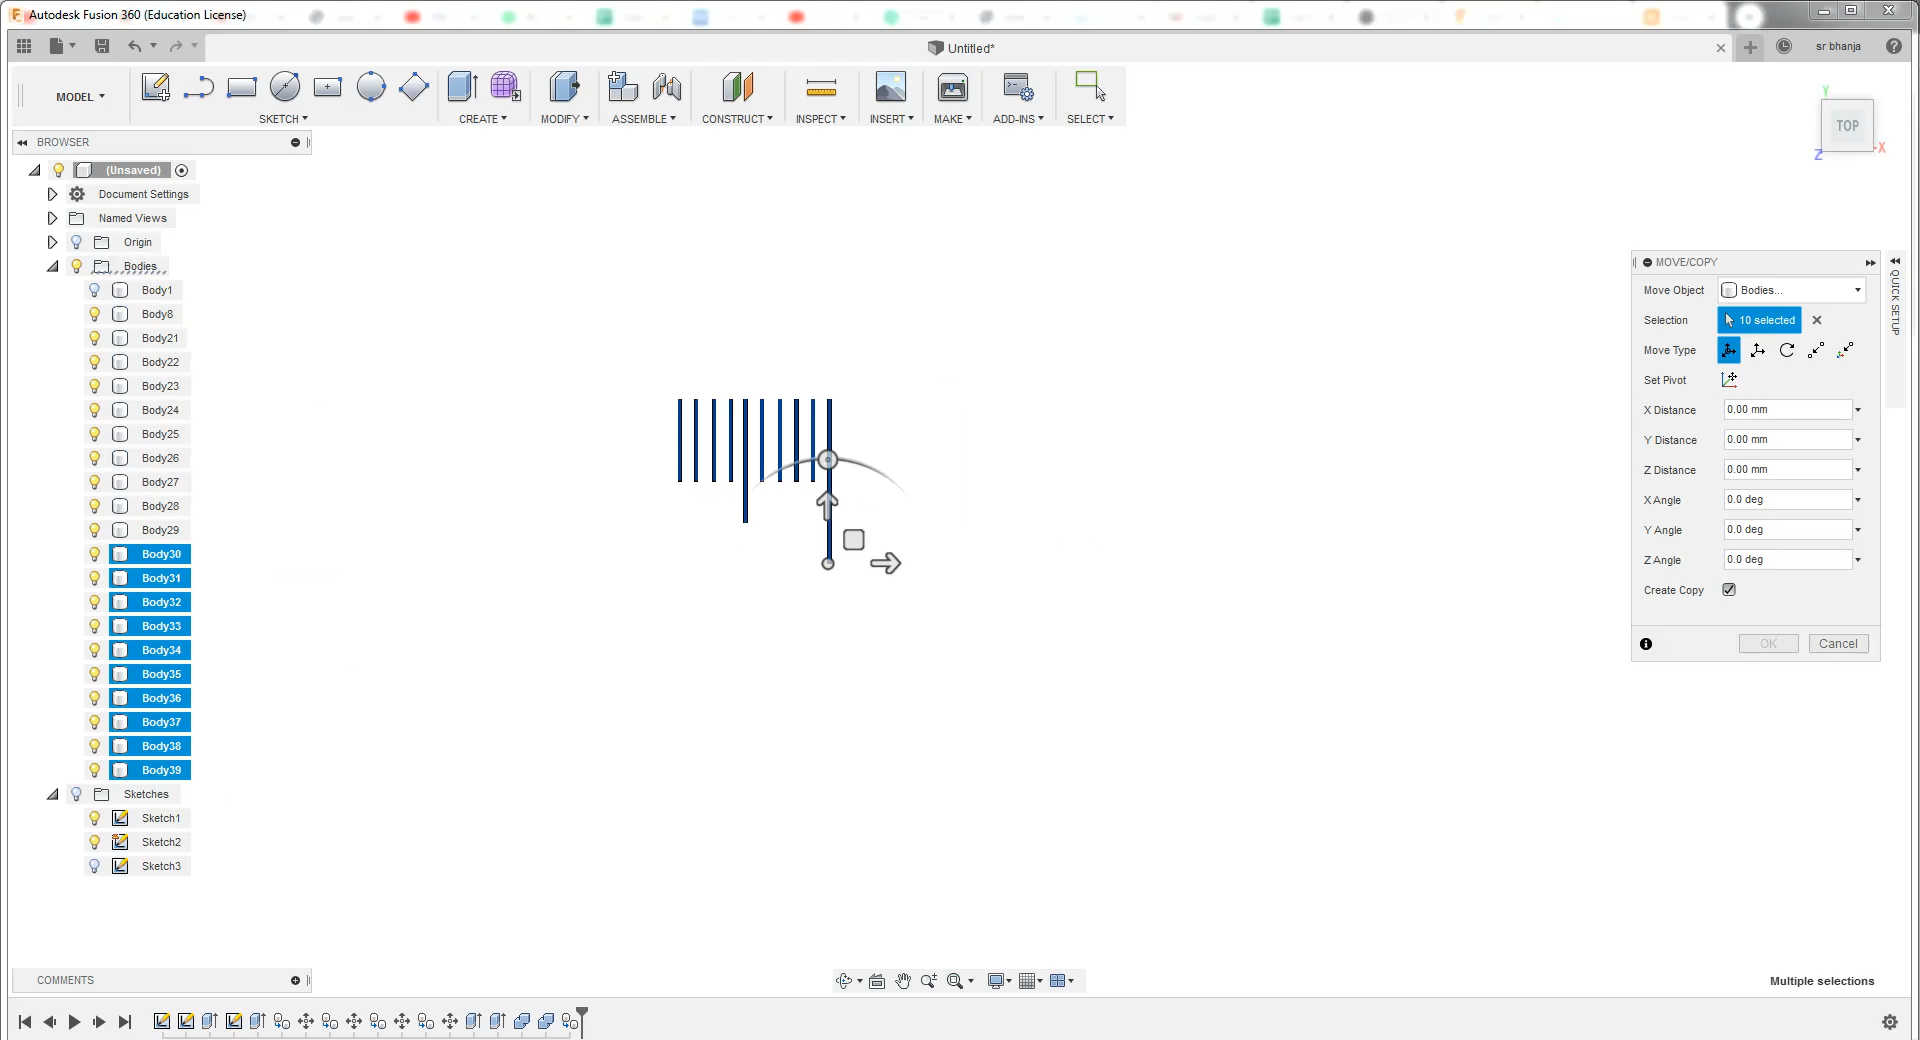 Autodesk Fusion 360 (Education License)
Untitled*
sr bhanja
MODEL
SKETCH
CREATE
MODIFY
ASSEMBLE
CONSTRUCT
INSPECT
INSERT
MAKE
ADD-INS
SELECT
Y
TOP
Z
X
BROWSER
(Unsaved)
Document Settings
Named Views
Origin
Bodies
Body1
Body8
Body21
Body22
Body23
Body24
Body25
Body26
Body27
Body28
Body29
Body30
Body31
Body32
Body33
Body34
Body35
Body36
Body37
Body38
Body39
Sketches
Sketch1
Sketch2
Sketch3
MOVE/COPY
QUICK SETUP
Move Object Bodies...
Selection 10 selected
Move Type
Set Pivot
X Distance 0.00 mm
Y Distance 0.00 mm
Z Distance 0.00 mm
X Angle 0.0 deg
Y Angle 0.0 deg
Z Angle 0.0 deg
Create Copy
OK Cancel
COMMENTS
Multiple selections